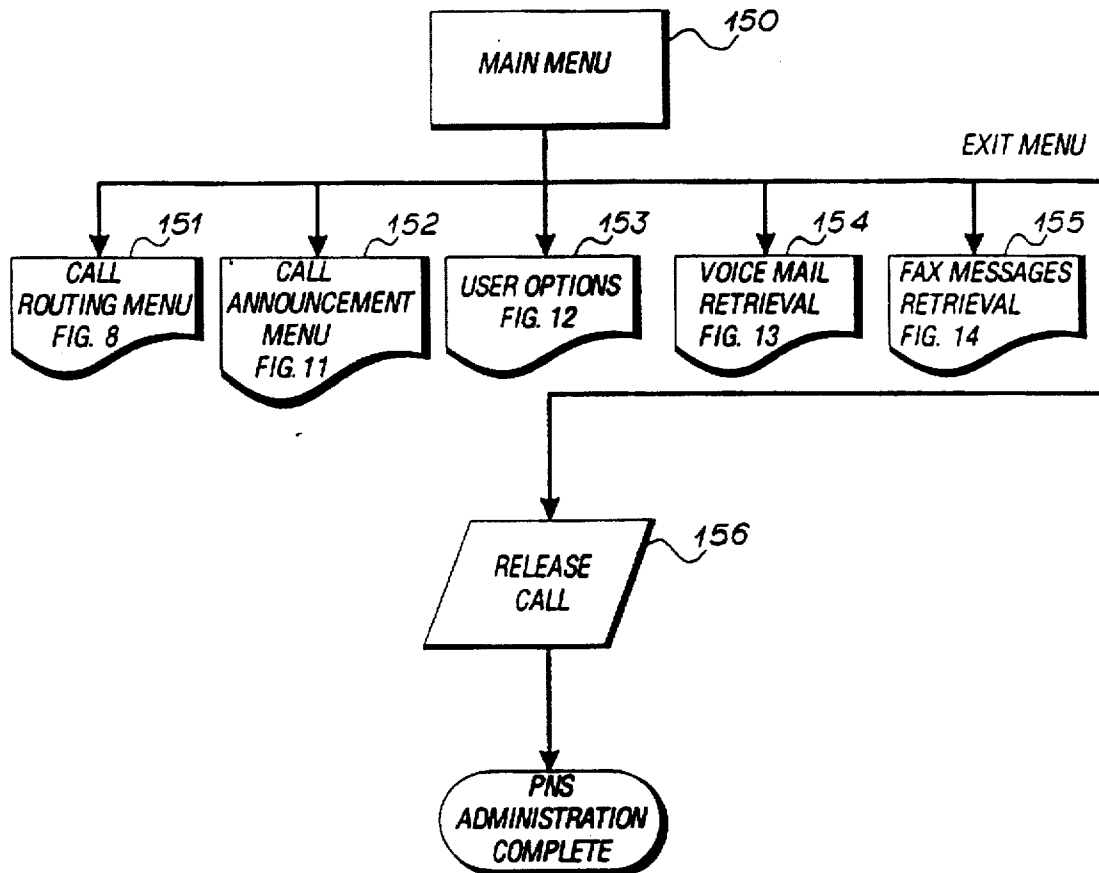 150
MAIN MENU
EXIT MENU
151
CALL
ROUTING MENU
FIG. 8
152
CALL
ANNOUNCEMENT
MENU
FIG. 11
153
USER OPTIONS
FIG. 12
154
VOICE MAIL
RETRIEVAL
FIG. 13
155
FAX MESSAGES
RETRIEVAL
FIG. 14
156
RELEASE
CALL
PNS
ADMINISTRATION
COMPLETE